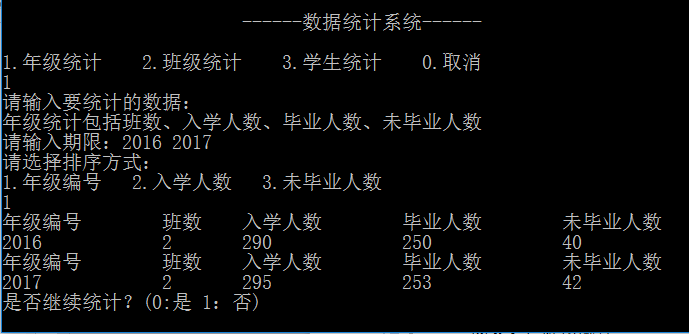 ------数据统计系统------
1.年级统计    2.班级统计    3.学生统计    0.取消
1
请输入要统计的数据:
年级统计包括班数、入学人数、毕业人数、未毕业人数
请输入期限: 2016 2017
请选择排序方式:
1.年级编号   2.入学人数   3.未毕业人数
1
年级编号        班数    入学人数        毕业人数        未毕业人数
2016            2       290             250             40
年级编号        班数    入学人数        毕业人数        未毕业人数
2017            2       295             253             42
是否继续统计? (0:是 1: 否)